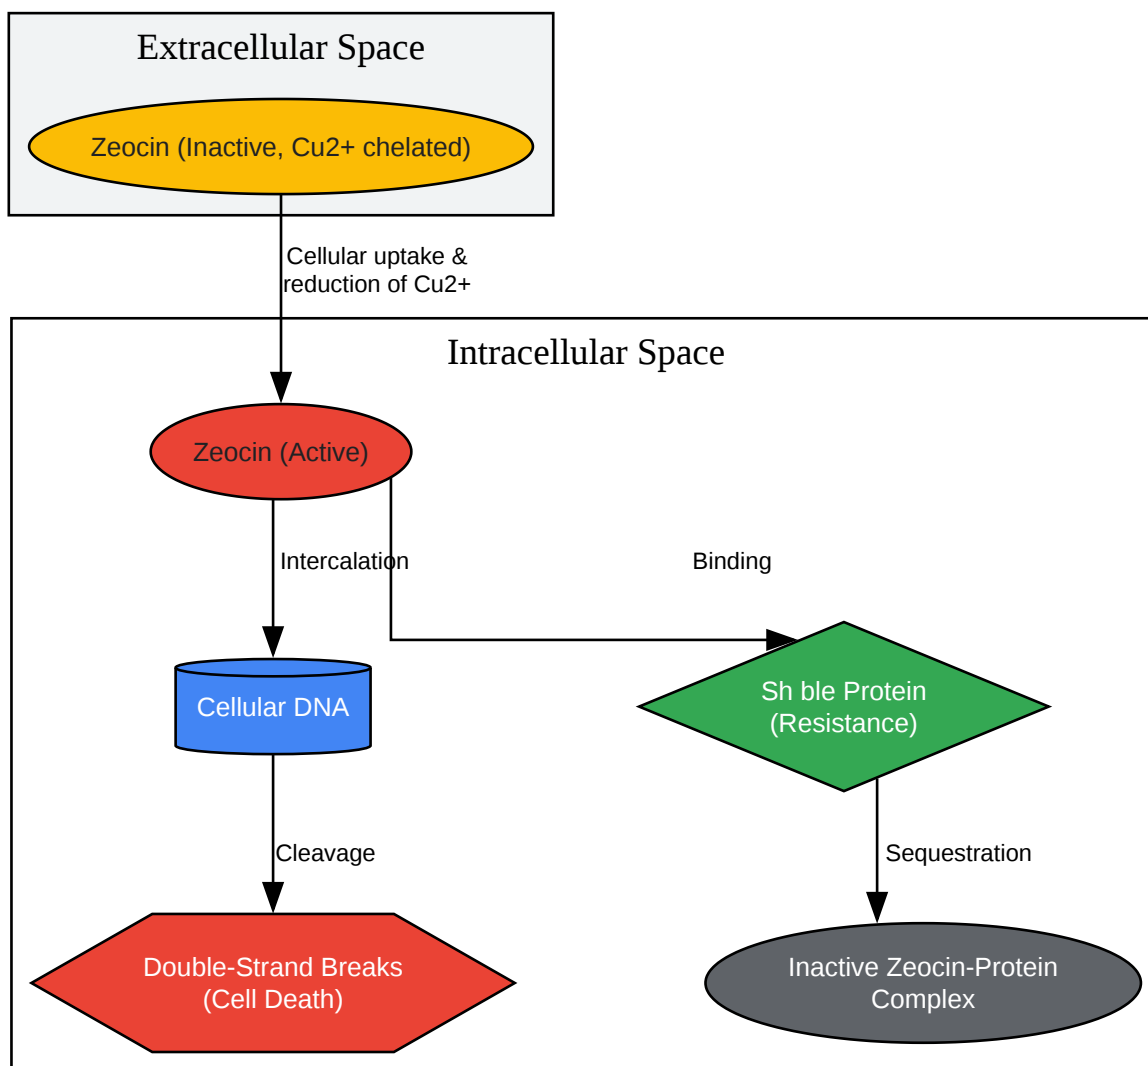 Extracellular Space
Zeocin (Inactive, Cu2+ chelated)
Cellular uptake &
reduction of Cu2+
Intracellular Space
Zeocin (Active)
Intercalation
Binding
Cellular DNA
Sh ble Protein
(Resistance)
Cleavage
Sequestration
Double-Strand Breaks
(Cell Death)
Inactive Zeocin-Protein
Complex